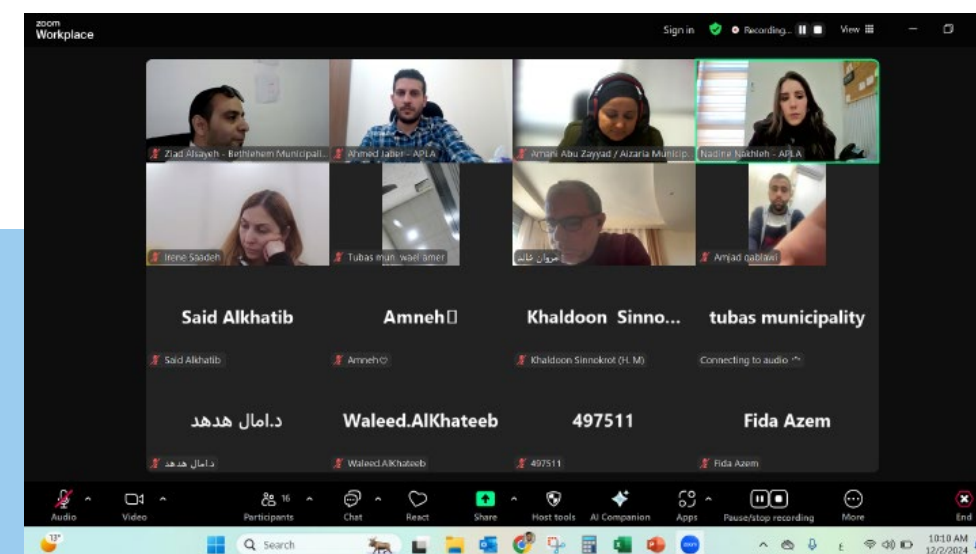 zoom
Workplace
Sign in
Recording...
View
Ziad Alsayeh - Bethlehem Municipali...
Ahmed Jaber - APLA
Amani Abu Zayyad / Aizaria Municip...
Nadine Nakhleh - APLA
Irene Saadeh
Tubas mun. wael amer
مروان خالد
Amjad qablawi
Said Alkhatib
Amneh
Khaldoon Sinno...
tubas municipality
Said Alkhatib
Amneh♡
Khaldoon Sinnokrot (H. M)
Connecting to audio
د.امال هدهد
Waleed.AlKhateeb
497511
Fida Azem
د.امال هدهد
Waleed.AlKhateeb
497511
Fida Azem
Audio
Video
16
Participants
Chat
React
Share
Host tools
AI Companion
Apps
Pause/stop recording
More
End
13°
Search
ع
10:10 AM
12/2/2024